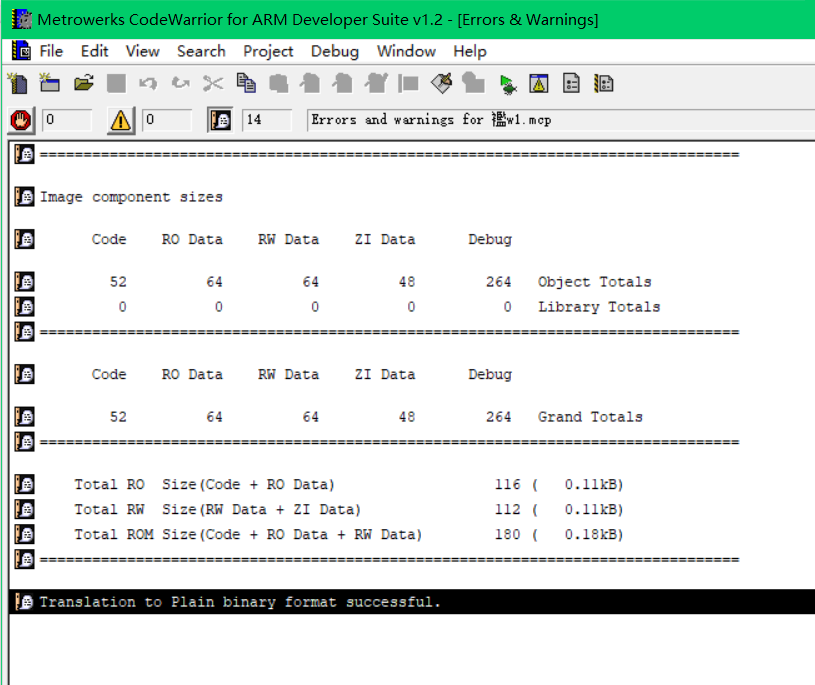 Metrowerks CodeWarrior for ARM Developer Suite v1.2 - [Errors & Warnings]
File Edit View Search Project Debug Window Help
0 0 14 Errors and warnings for w1.mcp
================================================================================
Image component sizes
Code RO Data RW Data ZI Data Debug
52 64 64 48 264 Object Totals
0 0 0 0 0 Library Totals
================================================================================
Code RO Data RW Data ZI Data Debug
52 64 64 48 264 Grand Totals
================================================================================
Total RO Size(Code + RO Data) 116 ( 0.11kB)
Total RW Size(RW Data + ZI Data) 112 ( 0.11kB)
Total ROM Size(Code + RO Data + RW Data) 180 ( 0.18kB)
================================================================================
Translation to Plain binary format successful.